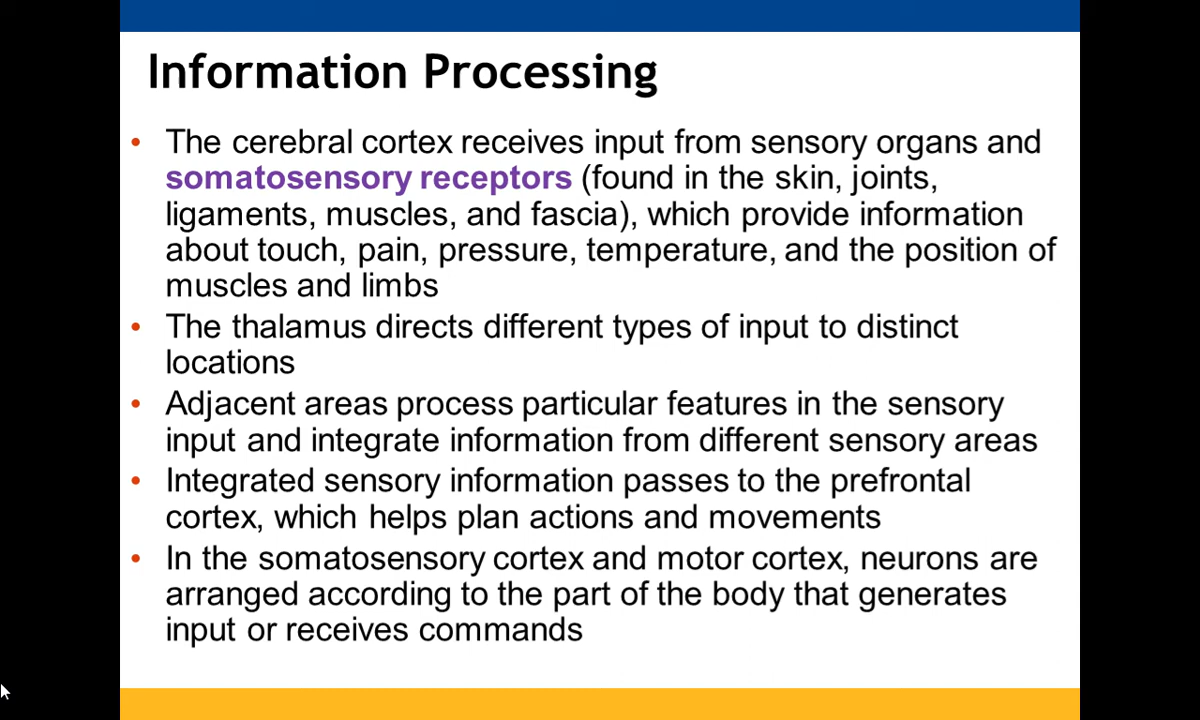 Information Processing
• The cerebral cortex receives input from sensory organs and
somatosensory receptors (found in the skin, joints,
ligaments, muscles, and fascia), which provide information
about touch, pain, pressure, temperature, and the position of
muscles and limbs
• The thalamus directs different types of input to distinct
locations
• Adjacent areas process particular features in the sensory
input and integrate information from different sensory areas
• Integrated sensory information passes to the prefrontal
cortex, which helps plan actions and movements
• In the somatosensory cortex and motor cortex, neurons are
arranged according to the part of the body that generates
input or receives commands